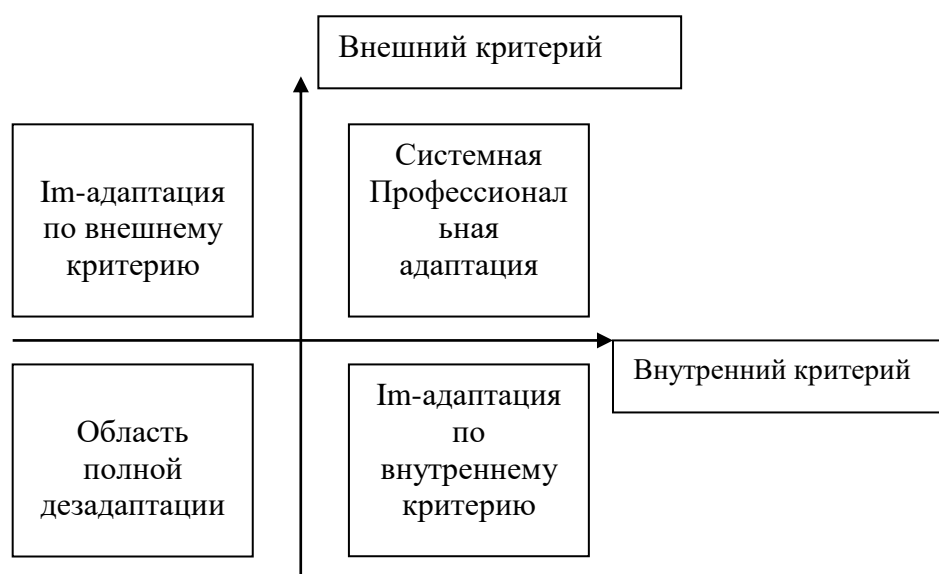 Внешний критерий
Im-адаптация
по внешнему
критерию
Системная
Профессионал
ьная
адаптация
Внутренний критерий
Область
полной
дезадаптации
Im-адаптация
по
внутреннему
критерию